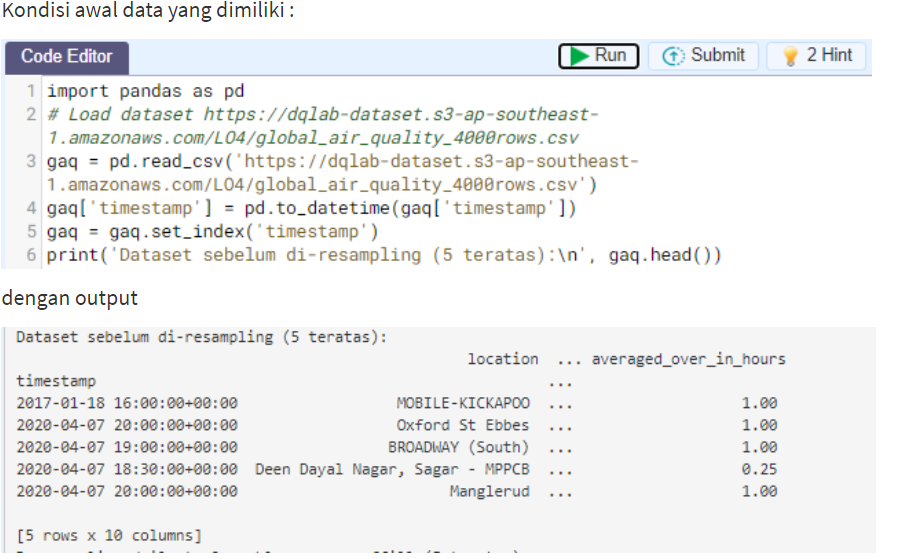 Kondisi awal data yang dimiliki :
Code Editor
Run
Submit
2 Hint
1 import pandas as pd
2 # Load dataset https://dqlab-dataset.s3-ap-southeast-
1.amazonaws.com/LO4/global_air_quality_4000rows.csv
3 gaq = pd.read_csv('https://dqlab-dataset.s3-ap-southeast-
1.amazonaws.com/LO4/global_air_quality_4000rows.csv')
4 gaq['timestamp'] = pd.to_datetime(gaq['timestamp'])
5 gaq = gaq.set_index('timestamp')
6 print('Dataset sebelum di-resampling (5 teratas):\n', gaq.head())
dengan output
Dataset sebelum di-resampling (5 teratas):
location ... averaged_over_in_hours
timestamp ...
2017-01-18 16:00:00+00:00 MOBILE-KICKAPOO ... 1.00
2020-04-07 20:00:00+00:00 Oxford St Ebbes ... 1.00
2020-04-07 19:00:00+00:00 BROADWAY (South) ... 1.00
2020-04-07 18:30:00+00:00 Deen Dayal Nagar, Sagar - MPPCB ... 0.25
2020-04-07 20:00:00+00:00 Manglerud ... 1.00
[5 rows x 10 columns]